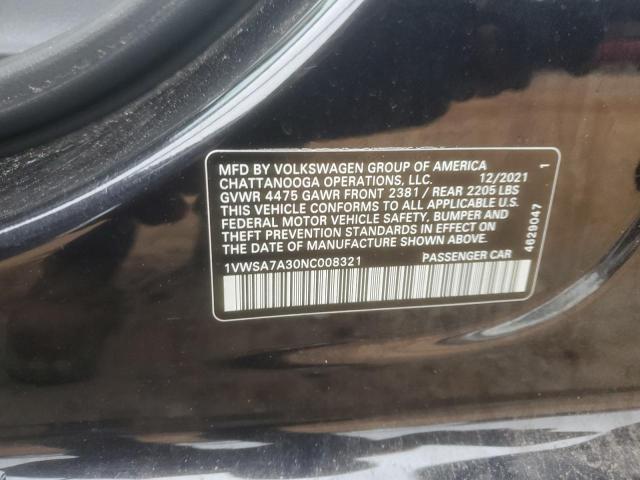 MFD BY VOLKSWAGEN GROUP OF AMERICA
CHATTANOOGA OPERATIONS, LLC. 12/2021 1
GVWR 4475 GAWR FRONT 2381 / REAR 2205 LBS
THIS VEHICLE CONFORMS TO ALL APPLICABLE U.S.
FEDERAL MOTOR VEHICLE SAFETY, BUMPER AND
THEFT PREVENTION STANDARDS IN EFFECT ON
THE DATE OF MANUFACTURE SHOWN ABOVE.
1VWSA7A30NC008321 PASSENGER CAR
4629047